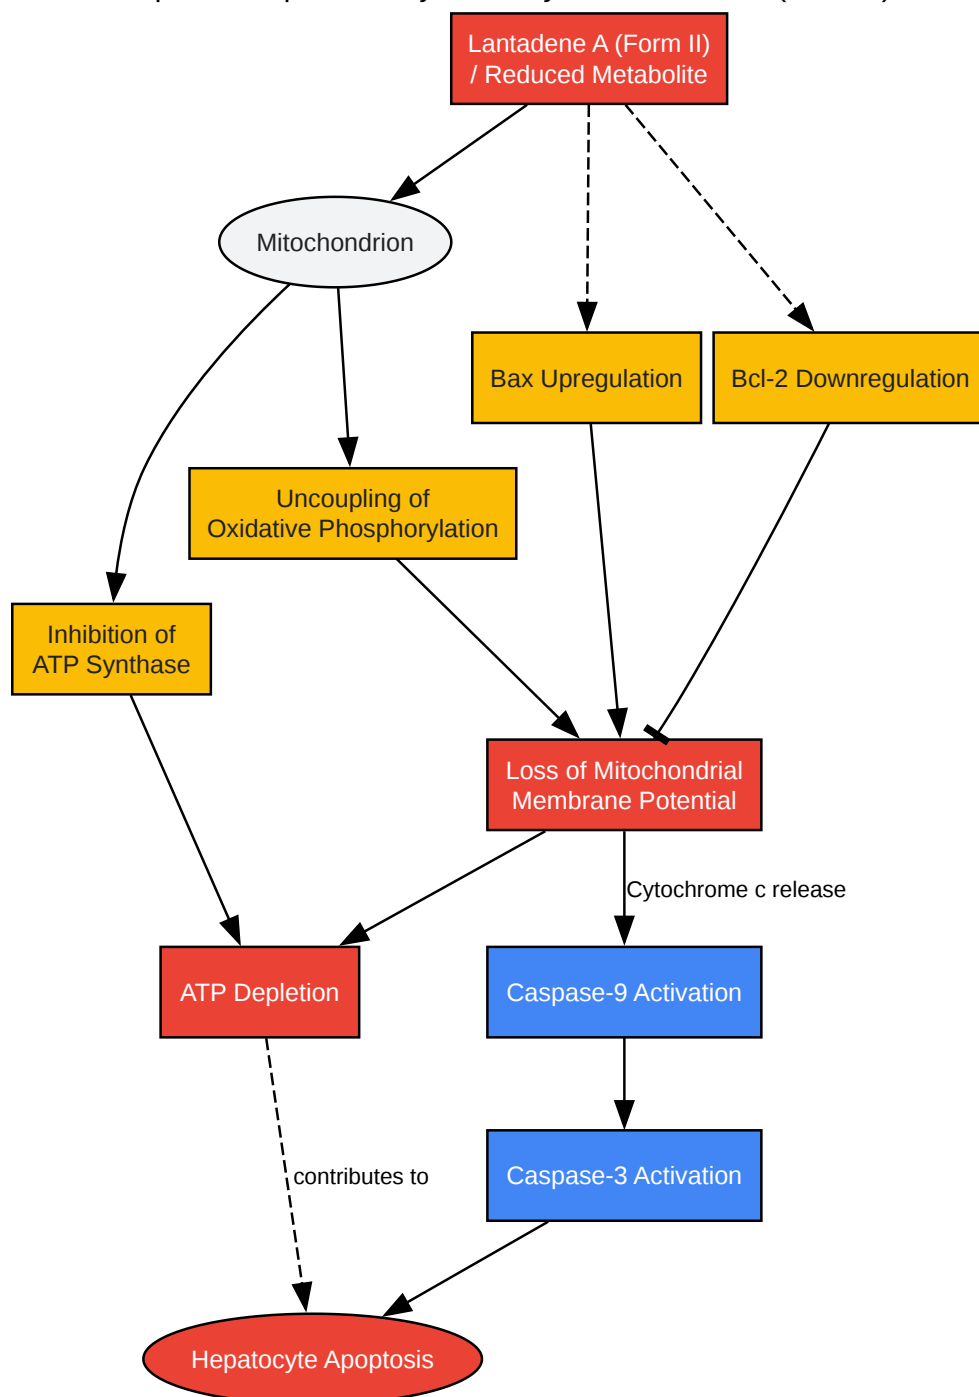 Lantadene A (Form II)
/ Reduced Metabolite
Mitochondrion
Bax Upregulation
Bcl-2 Downregulation
Uncoupling of
Oxidative Phosphorylation
Inhibition of
ATP Synthase
Loss of Mitochondrial
Membrane Potential
Cytochrome c release
ATP Depletion
Caspase-9 Activation
contributes to
Caspase-3 Activation
Hepatocyte Apoptosis